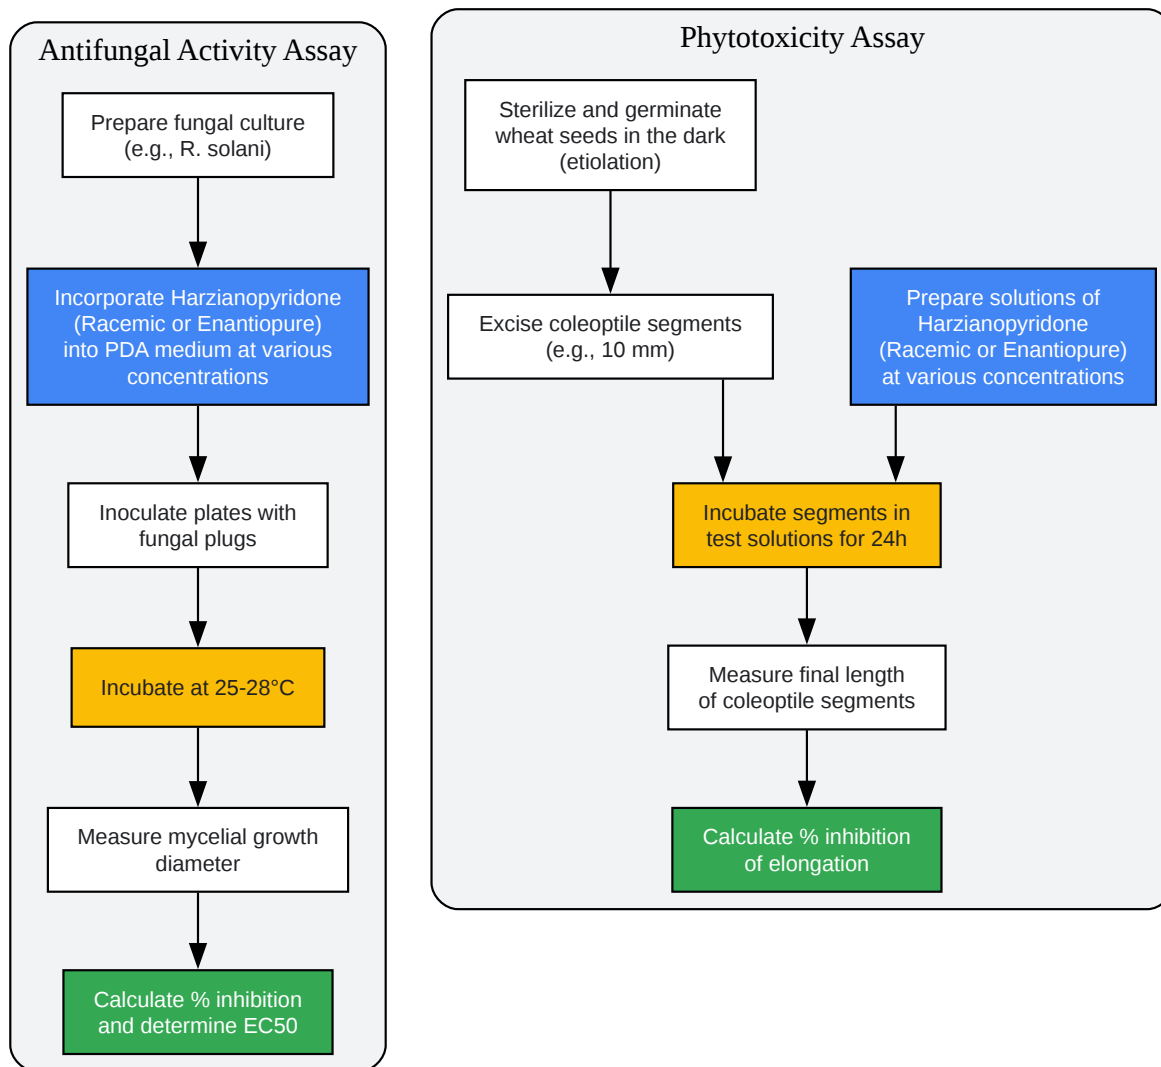 Antifungal Activity Assay
Prepare fungal culture
(e.g., R. solani)
Incorporate Harzianopyridone
(Racemic or Enantiopure)
into PDA medium at various
concentrations
Inoculate plates with
fungal plugs
Incubate at 25-28°C
Measure mycelial growth
diameter
Calculate % inhibition
and determine EC50
Phytotoxicity Assay
Sterilize and germinate
wheat seeds in the dark
(etiolation)
Excise coleoptile segments
(e.g., 10 mm)
Prepare solutions of
Harzianopyridone
(Racemic or Enantiopure)
at various concentrations
Incubate segments in
test solutions for 24h
Measure final length
of coleoptile segments
Calculate % inhibition
of elongation